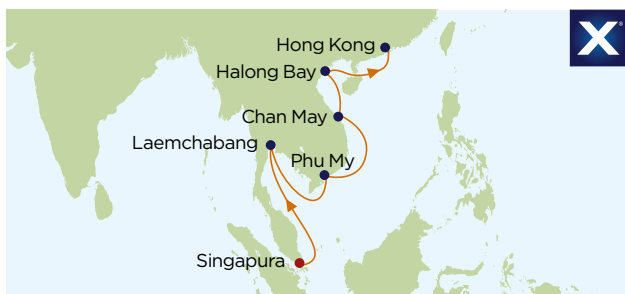 Hong Kong
Halong Bay
Chan May
Laemchabang
Phu My
Singapura
X